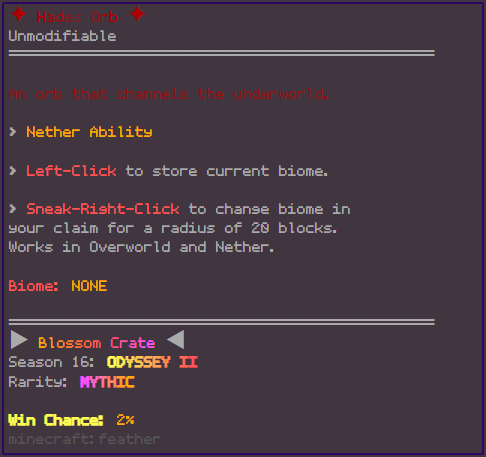 ✦ Hades Orb ✦
Unmodifiable
An orb that channels the underworld.
> Nether Ability
> Left-Click to store current biome.
> Sneak-Right-Click to change biome in
your claim for a radius of 20 blocks.
Works in Overworld and Nether.
Biome: NONE
▶ Blossom Crate ◀
Season 16: ODYSSEY II
Rarity: MYTHIC
Win Chance: 2%
minecraft:feather